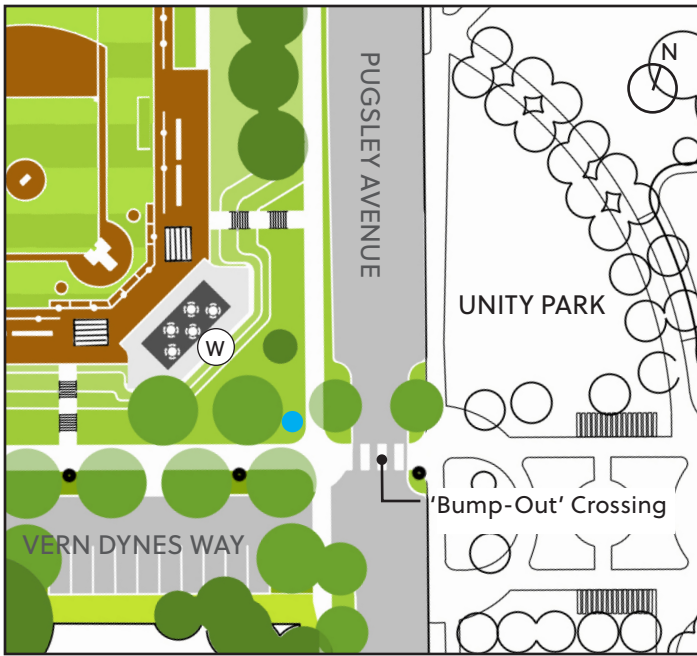 PUGSLEY AVENUE
N
UNITY PARK
W
'Bump-Out' Crossing
VERN DYNES WAY